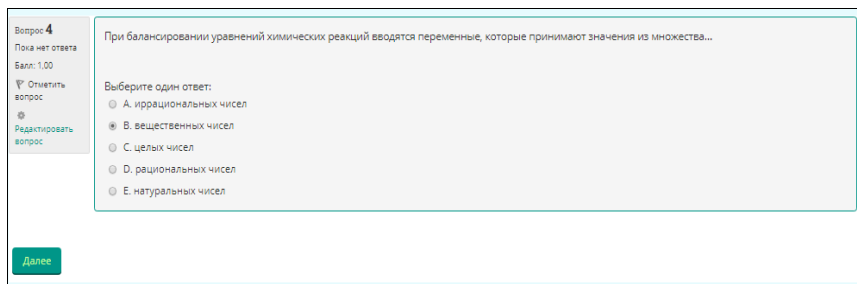 Вопрос 4
Пока нет ответа
Балл: 1,00
Отметить
вопрос
Редактировать
вопрос
При балансировании уравнений химических реакций вводятся переменные, которые принимают значения из множества...
Выберите один ответ:
A. иррациональных чисел
B. вещественных чисел
C. целых чисел
D. рациональных чисел
E. натуральных чисел
Далее